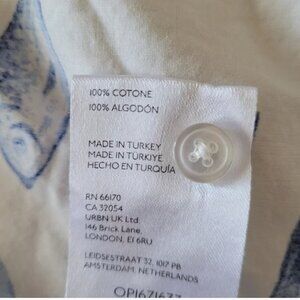 100% COTONE
100% ALGODÓN
MADE IN TURKEY
MADE IN TÜRKIYE
HECHO EN TURQUÍA
RN 66170
CA 32054
URBN UK Ltd.
146 Brick Lane,
LONDON, E1 6RU
LEIDSESTRAAT 32, 1017 PB
AMSTERDAM, NETHERLANDS